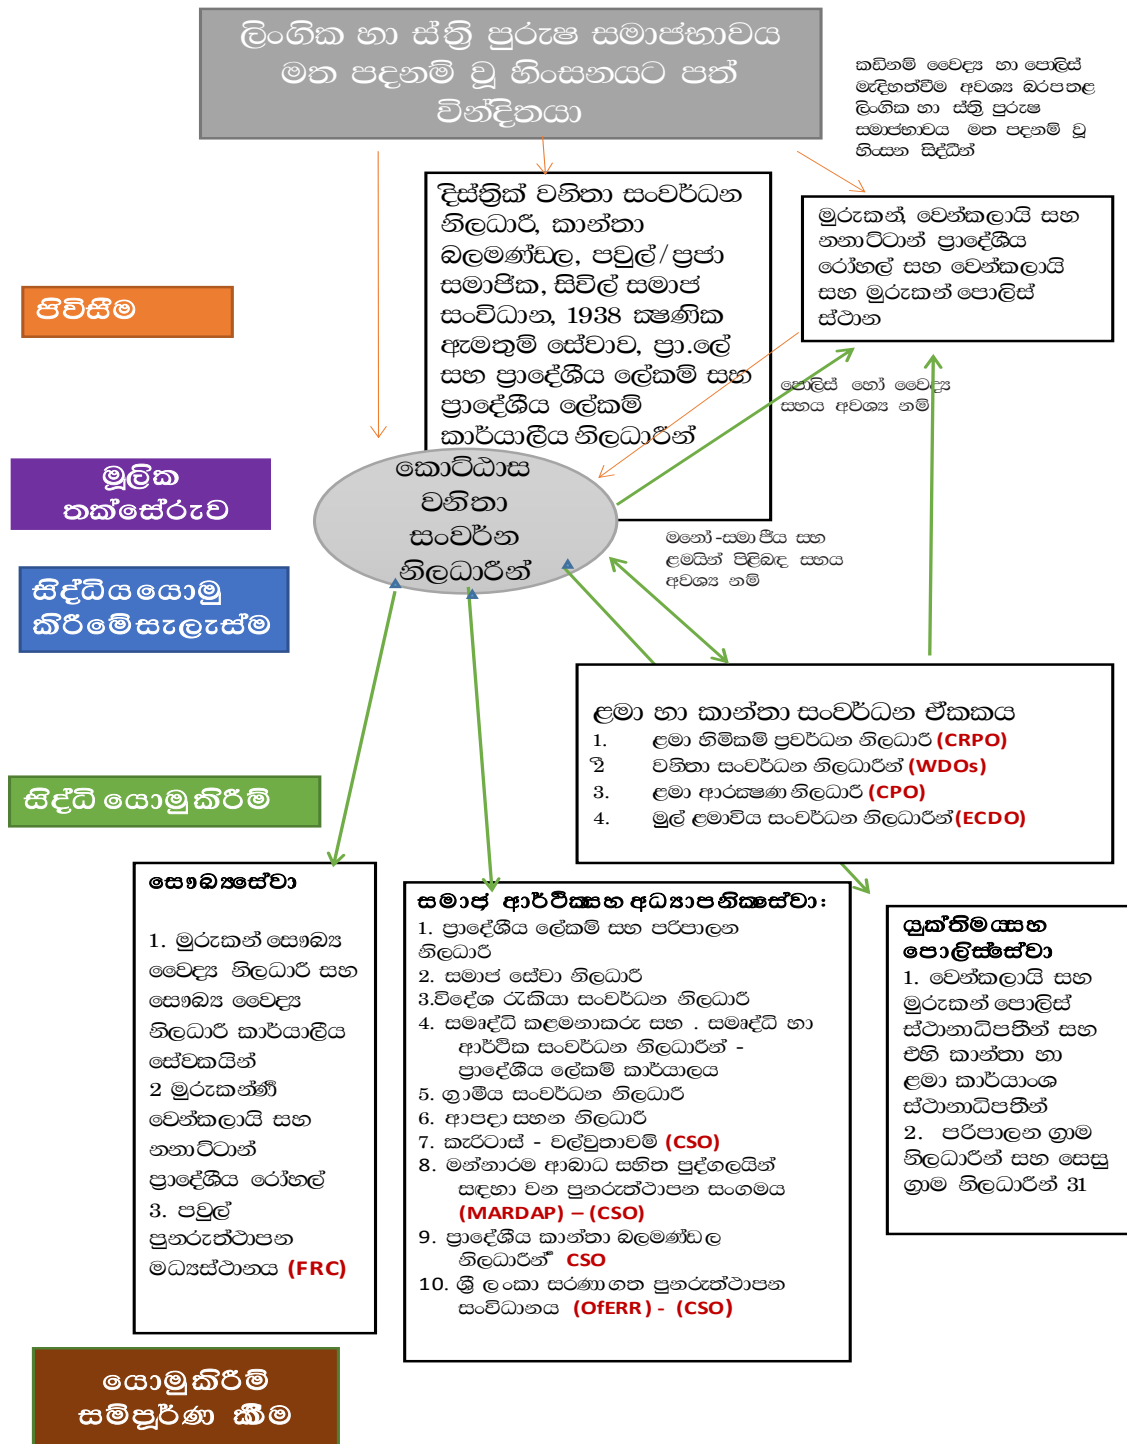 ලිංගික හා ස්ත්‍රි පුරුෂ සමාජභාවය
මත පදනම් වූ හිංසනයට පත්
වින්දිතයා
කඩිනම් වෛද්‍ය හා පොලිස්
මැදිහත්වීම් අවශ්‍ය බරපතළ
ලිංගික හා ස්ත්‍රි පුරුෂ
සමාජභාවය මත පදනම් වූ
හිංසන සිද්ධීන්
දිස්ත්‍රික් වනිතා සංවර්ධන
නිලධාරී, කාන්තා
බලමණ්ඩල, පවුල්/ප්‍රජා
සමාජික, සිවිල් සමාජ
සංවිධාන, 1938 ක්‍ෂණික
ඇමතුම් සේවාව, ප්‍රා.ලේ
සහ ප්‍රාදේශීය ලේකම් සහ
ප්‍රාදේශීය ලේකම්
කාර්යාලීය නිලධාරීන්
මුරුකන්, වෙන්කලායි සහ
නනාට්ටාන් ප්‍රාදේශීය
රෝහල් සහ වෙන්කලායි
සහ මුරුකන් පොලිස්
ස්ථාන
පිවිසීම
පොලිස් හෝ වෛද්‍ය
සහය අවශ්‍ය නම්
මූලික
තක්සේරුව
කොට්ඨාස
වනිතා
සංවර්න
නිලධාරීන්
මනෝ-සමාජීය සහ
ළමයින් පිළිබඳ සහය
අවශ්‍ය නම්
සිද්ධිය යොමු
කිරීමේ සැලැස්ම
ළමා හා කාන්තා සංවර්ධන ඒකකය
1. ළමා හිමිකම් ප්‍රවර්ධන නිලධාරී (CRPO)
2 වනිතා සංවර්ධන නිලධාරීන් (WDOs)
3. ළමා ආරක්‍ෂණ නිලධාරී (CPO)
4. මුල් ළමාවිය සංවර්ධන නිලධාරීන් (ECDO)
සිද්ධි යොමුකිරීම්
සෞඛ්‍ය සේවා
1. මුරුකන් සෞඛ්‍ය
වෛද්‍ය නිලධාරී සහ
සෞඛ්‍ය වෛද්‍ය
නිලධාරී කාර්යාලීය
සේවකයින්
2 මුරුකන්
වෙන්කලායි සහ
නනාට්ටාන්
ප්‍රාදේශීය රෝහල්
3. පවුල්
පුනරුත්ථාපන
මධ්‍යස්ථානය (FRC)
සමාජ, ආර්ථික සහ අධ්‍යාපනික සේවා:
1. ප්‍රාදේශීය ලේකම් සහ පරිපාලන
නිලධාරී
2. සමාජ සේවා නිලධාරී
3.විදේශ රැකියා සංවර්ධන නිලධාරී
4. සමෘද්ධි කළමනාකරු සහ . සමෘද්ධි හා
ආර්ථික සංවර්ධන නිලධාරීන් -
ප්‍රාදේශීය ලේකම් කාර්යාලය
5. ග්‍රාමීය සංවර්ධන නිලධාරී
6. ආපදා සහන නිලධාරී
7. කැරිටාස් - වල්වුතාවම් (CSO)
8. මන්නාරම ආබාධ සහිත පුද්ගලයින්
සඳහා වන පුනරුත්ථාපන සංගමය
(MARDAP) – (CSO)
9. ප්‍රාදේශීය කාන්තා බලමණ්ඩල
නිලධාරීන් CSO
10. ශ්‍රී ලංකා සරණාගත පුනරුත්ථාපන
සංවිධානය (OfERR) - (CSO)
යුක්තිමය සහ
පොලිස් සේවා
1. වෙන්කලායි සහ
මුරුකන් පොලිස්
ස්ථානාධිපතීන් සහ
එහි කාන්තා හා
ළමා කාර්යාංශ
ස්ථානාධිපතීන්
2. පරිපාලන ග්‍රාම
නිලධාරීන් සහ සෙසු
ග්‍රාම නිලධාරීන් 31
යොමුකිරීම්
සම්පූර්ණ කිරීම